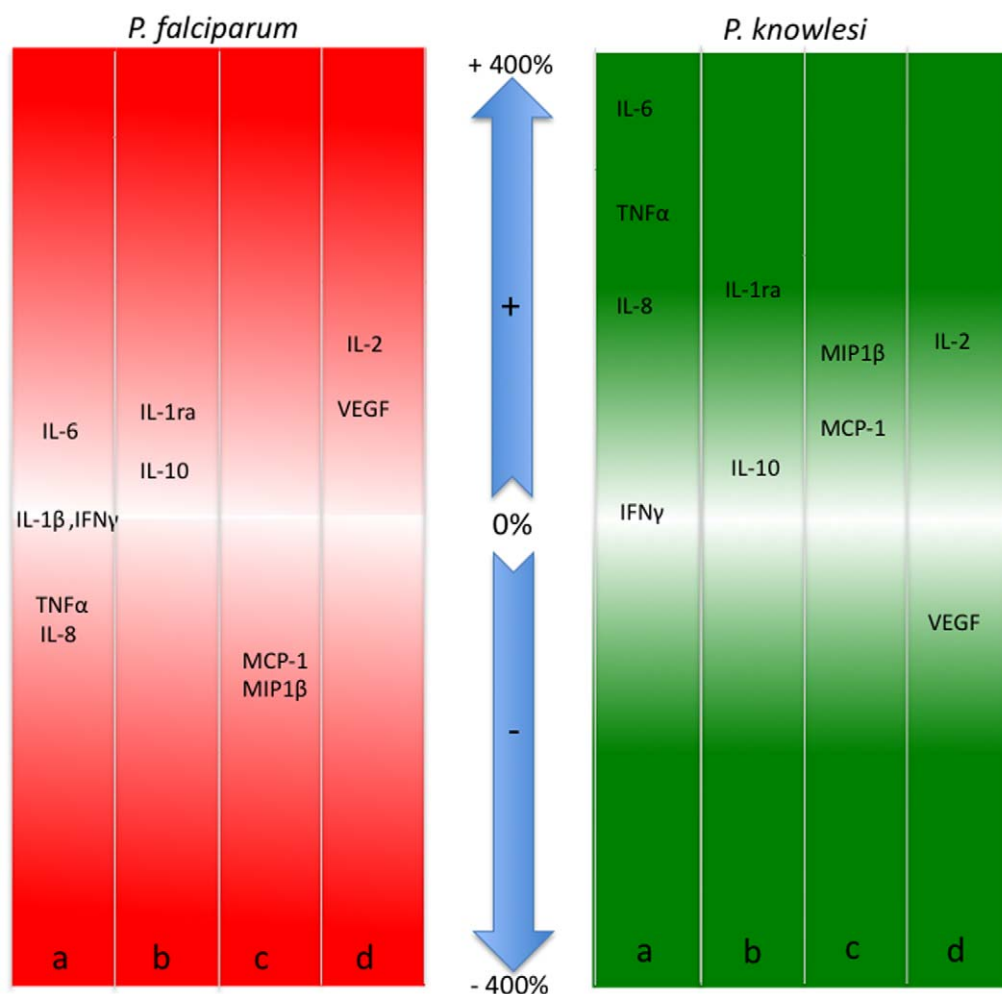 P. falciparum
P. knowlesi
+ 400%
IL-2
VEGF
IL-1ra
IL-6
IL-10
IL-1β ,IFNγ
TNFα
IL-8
MCP-1
MIP1β
a
b
c
d
+
0%
-
- 400%
IL-6
TNFα
IL-8
IL-1ra
MIP1β
IL-2
MCP-1
IL-10
IFNγ
VEGF
a
b
c
d